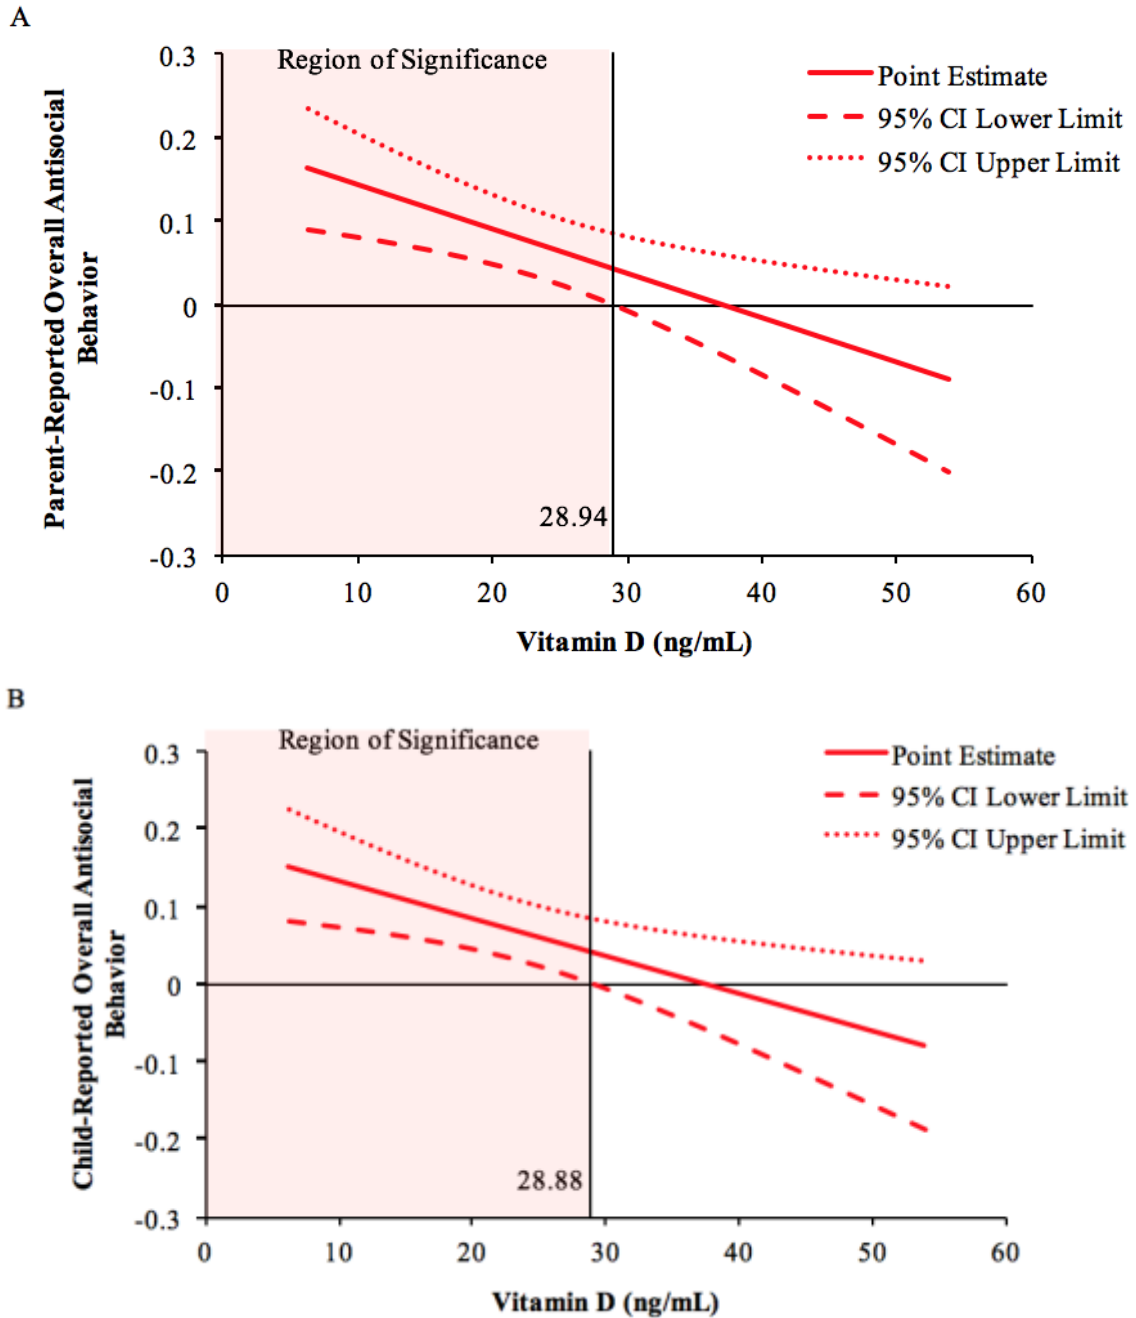 A
Region of Significance
Point Estimate
95% CI Lower Limit
95% CI Upper Limit
0.3
0.2
0.1
0
-0.1
-0.2
-0.3
Parent-Reported Overall Antisocial
Behavior
28.94
0 10 20 30 40 50 60
Vitamin D (ng/mL)
B
Region of Significance
Point Estimate
95% CI Lower Limit
95% CI Upper Limit
0.3
0.2
0.1
0
-0.1
-0.2
-0.3
Child-Reported Overall Antisocial
Behavior
28.88
0 10 20 30 40 50 60
Vitamin D (ng/mL)